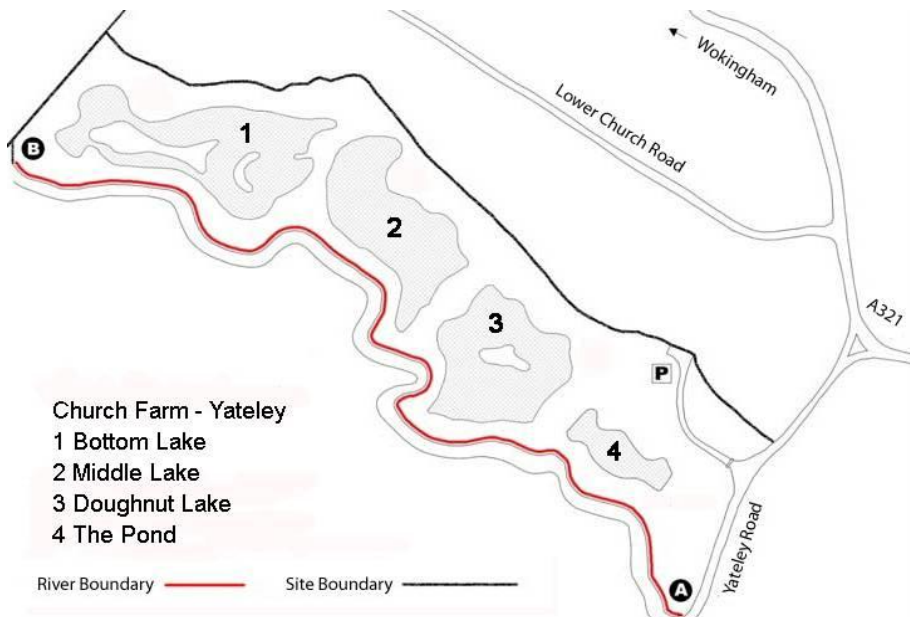 Wokingham
Lower Church Road
1
B
2
A321
3
P
4
Church Farm - Yateley
1 Bottom Lake
2 Middle Lake
3 Doughnut Lake
4 The Pond
Yateley Road
River Boundary
Site Boundary
A